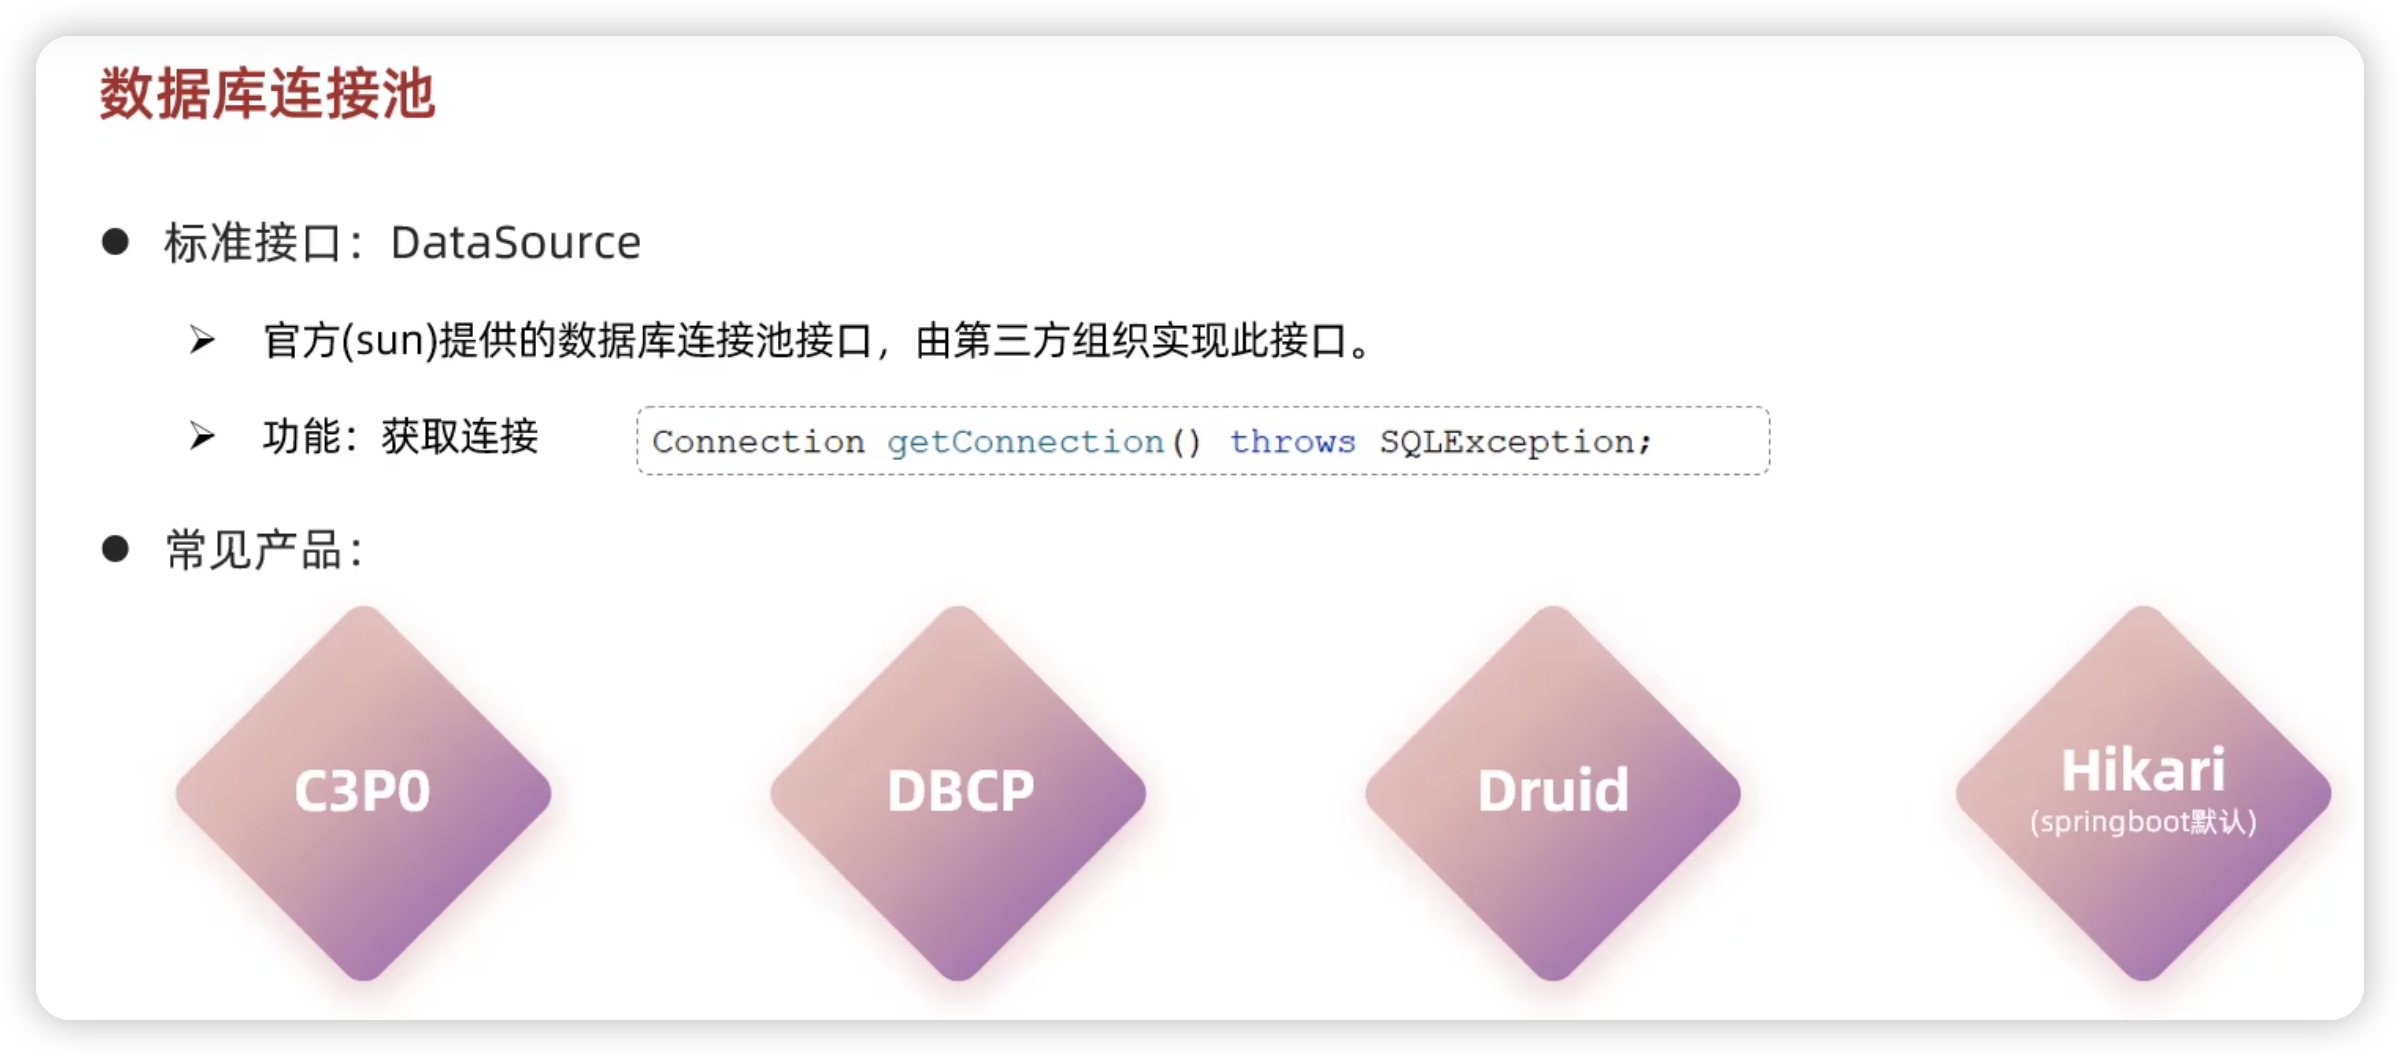 数据库连接池
● 标准接口：DataSource
➢ 官方(sun)提供的数据库连接池接口，由第三方组织实现此接口。
➢ 功能：获取连接 Connection getConnection() throws SQLException;
● 常见产品：
C3P0
DBCP
Druid
Hikari
(springboot默认)